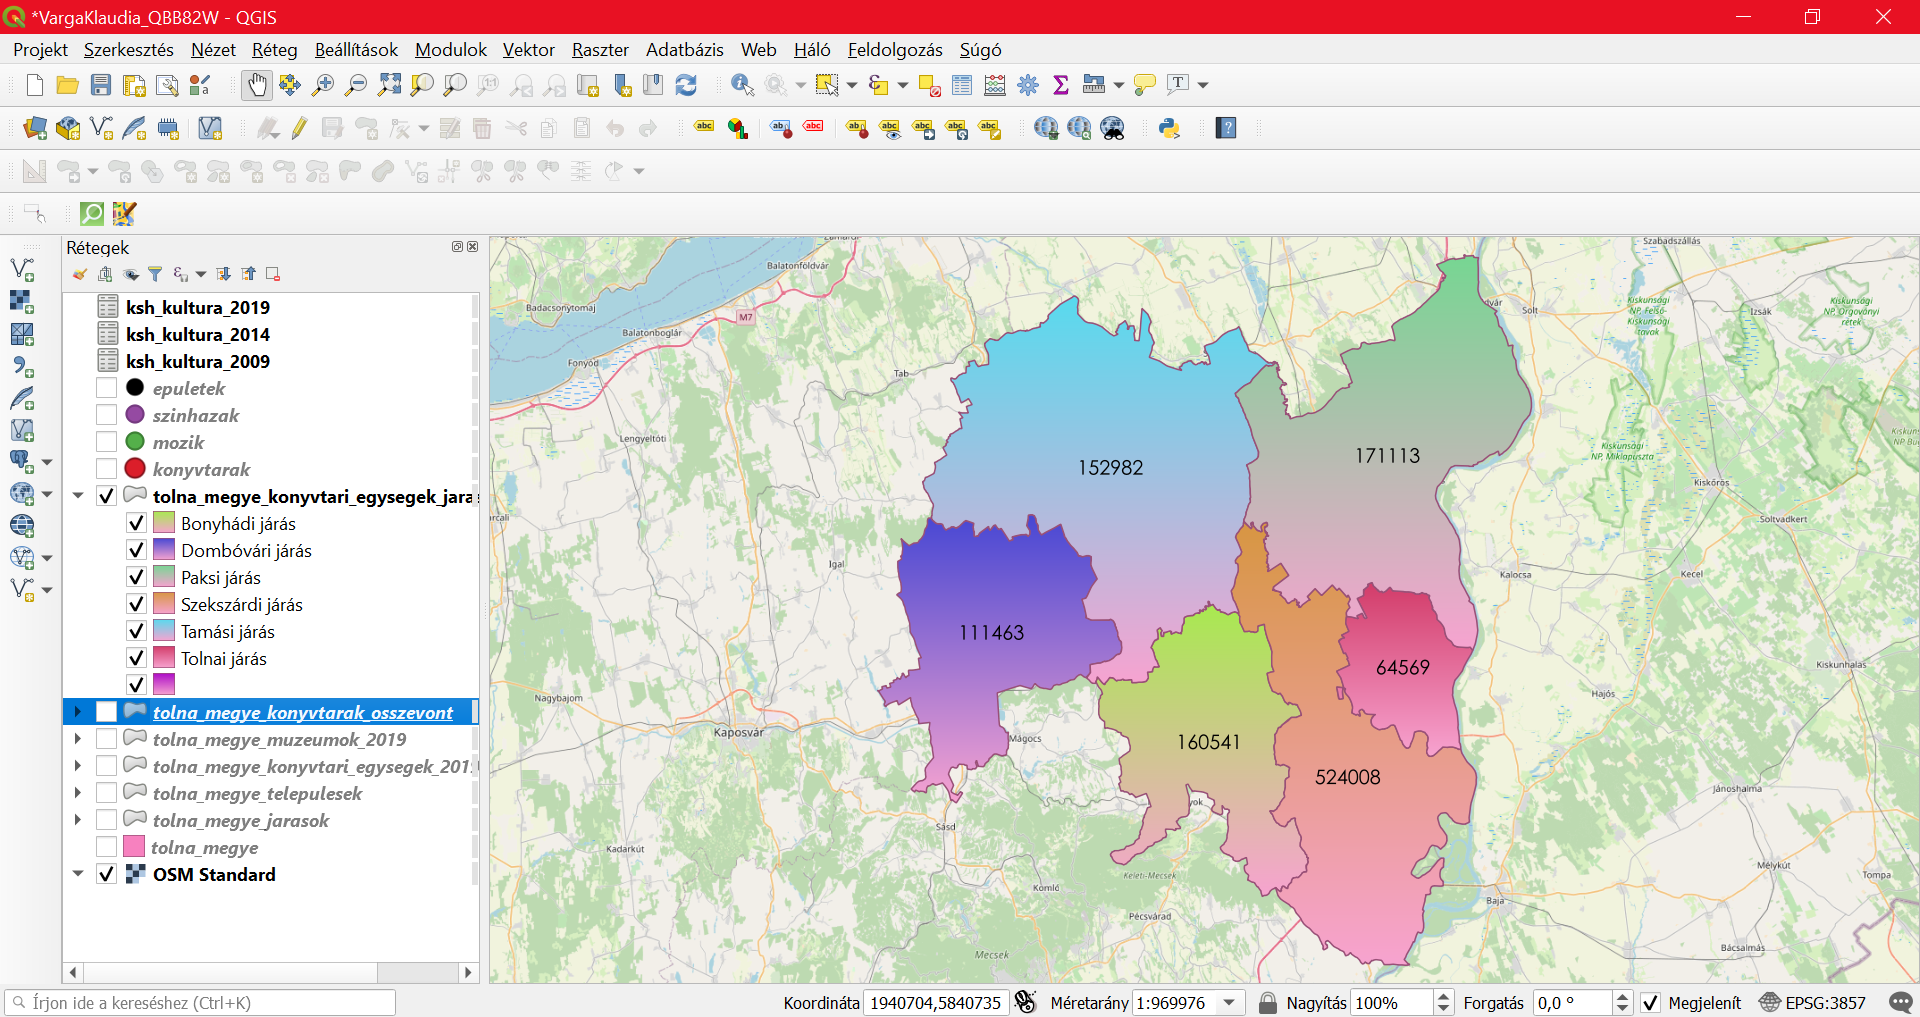 *VargaKlaudia_QBB82W - QGIS
Projekt Szerkesztés Nézet Réteg Beállítások Modulok Vektor Raszter Adatbázis Web Háló Feldolgozás Súgó
Rétegek
ksh_kultura_2019
ksh_kultura_2014
ksh_kultura_2009
epuletek
szinhazak
mozik
konyvtarak
tolna_megye_konyvtari_egysegek_jara
Bonyhádi járás
Dombóvári járás
Paksi járás
Szekszárdi járás
Tamási járás
Tolnai járás
tolna_megye_konyvtarak_osszevont
tolna_megye_muzeumok_2019
tolna_megye_konyvtari_egysegek_201
tolna_megye_telepulesek
tolna_megye_jarasok
tolna_megye
OSM Standard
Szabadszállás
Balatonföldvár
Badacsonytomaj
M7
Balatonboglár
Fonyód
Tab
dvár
Solt
Kiskunsági
NP, Felső-
Kiskunsági
tavak
Izsák
Kiskunsági
NP, Orgoványi
rétek
Lengyeltóti
152982
171113
Kiskunsági
NP, Miklapuszta
Kiskőrös
Soltvadkert
arcali
Igal
Kalocsa
Kecel
111463
64569
Kiskunhalas
Nagybajom
Hajós
Kaposvár
Mágocs
160541
524008
yok
Jánoshalma
Sásd
Kadarkút
Keleti-Mecsek
Mélykút
Tompa
Komló
Pécsvárad
Baja
Mecsek
Bácsalmás
Írjon ide a kereséshez (Ctrl+K)
Koordináta 1940704,5840735 Méretarány 1:969976 Nagyítás 100% Forgatás 0,0 ° Megjelenít EPSG:3857